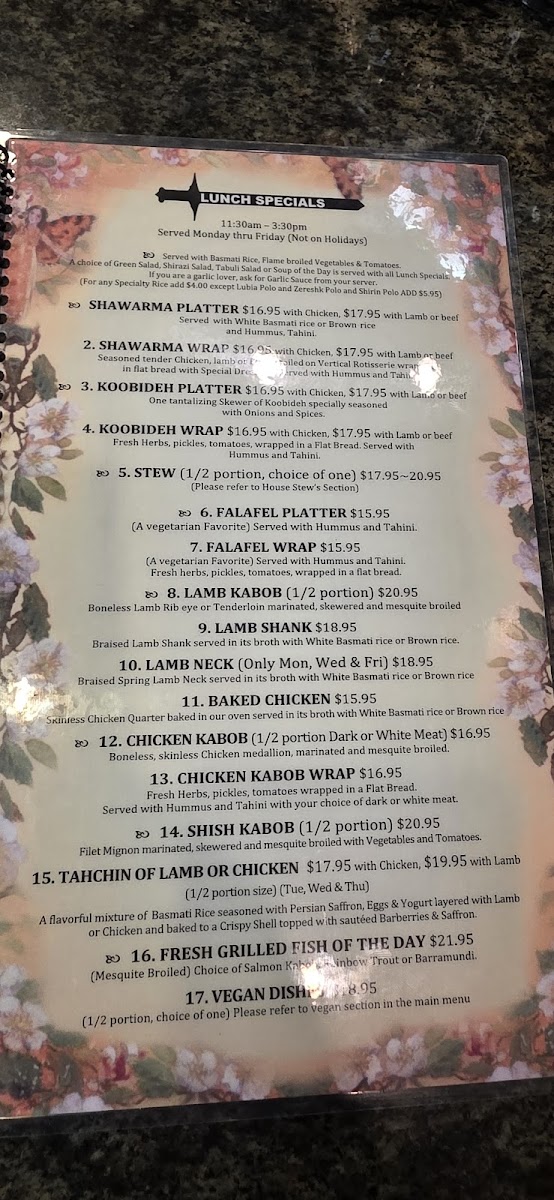 LUNCH SPECIALS
11:30am – 3:30pm
Served Monday thru Friday (Not on Holidays)
Served with Basmati Rice, Flame broiled Vegetables & Tomatoes.
A choice of Green Salad, Shirazi Salad, Tabuli Salad or Soup of the Day is served with all Lunch Specials.
If you are a garlic lover, ask for Garlic Sauce from your server.
(For any Specialty Rice add $4.00 except Lubia Polo and Zereshk Polo and Shirin Polo ADD $5.95)
SHAWARMA PLATTER $16.95 with Chicken, $17.95 with Lamb or beef
Served with White Basmati rice or Brown rice
and Hummus, Tahini.
2. SHAWARMA WRAP $16.95 with Chicken, $17.95 with Lamb or beef
Seasoned tender Chicken, lamb or broiled on Vertical Rotisserie wrap
in flat bread with Special served with Hummus and Tahini
3. KOOBIDEH PLATTER $16.95 with Chicken, $17.95 with Lamb or beef
One tantalizing Skewer of Koobideh specially seasoned
with Onions and Spices.
4. KOOBIDEH WRAP $16.95 with Chicken, $17.95 with Lamb or beef
Fresh Herbs, pickles, tomatoes, wrapped in a Flat Bread. Served with
Hummus and Tahini.
5. STEW (1/2 portion, choice of one) $17.95~20.95
(Please refer to House Stew's Section)
6. FALAFEL PLATTER $15.95
(A vegetarian Favorite) Served with Hummus and Tahini.
7. FALAFEL WRAP $15.95
(A vegetarian Favorite) Served with Hummus and Tahini.
Fresh herbs, pickles, tomatoes, wrapped in a flat bread.
8. LAMB KABOB (1/2 portion) $20.95
Boneless Lamb Rib eye or Tenderloin marinated, skewered and mesquite broiled
9. LAMB SHANK $18.95
Braised Lamb Shank served in its broth with White Basmati rice or Brown rice.
10. LAMB NECK (Only Mon, Wed & Fri) $18.95
Braised Spring Lamb Neck served in its broth with White Basmati rice or Brown rice
11. BAKED CHICKEN $15.95
Skinless Chicken Quarter baked in our oven served in its broth with White Basmati rice or Brown rice
12. CHICKEN KABOB (1/2 portion Dark or White Meat) $16.95
Boneless, skinless Chicken medallion, marinated and mesquite broiled.
13. CHICKEN KABOB WRAP $16.95
Fresh Herbs, pickles, tomatoes wrapped in a Flat Bread.
Served with Hummus and Tahini with your choice of dark or white meat.
14. SHISH KABOB (1/2 portion) $20.95
Filet Mignon marinated, skewered and mesquite broiled with Vegetables and Tomatoes.
15. TAHCHIN OF LAMB OR CHICKEN $17.95 with Chicken, $19.95 with Lamb
(1/2 portion size) (Tue, Wed & Thu)
A flavorful mixture of Basmati Rice seasoned with Persian Saffron, Eggs & Yogurt layered with Lamb
or Chicken and baked to a Crispy Shell topped with sautéed Barberries & Saffron.
16. FRESH GRILLED FISH OF THE DAY $21.95
(Mesquite Broiled) Choice of Salmon Kabob, Rainbow Trout or Barramundi.
17. VEGAN DISHES $18.95
(1/2 portion, choice of one) Please refer to vegan section in the main menu